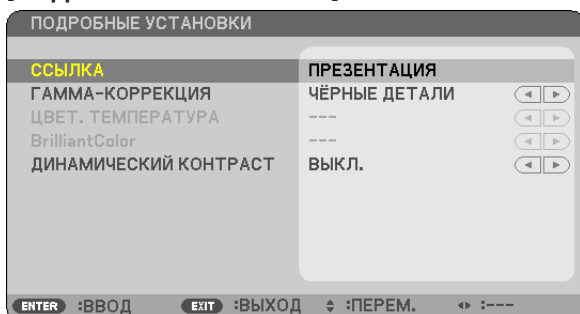 ПОДРОБНЫЕ УСТАНОВКИ
ССЫЛКА ПРЕЗЕНТАЦИЯ
ГАММА-КОРРЕКЦИЯ ЧЁРНЫЕ ДЕТАЛИ
ЦВЕТ. ТЕМПЕРАТУРА ---
BrilliantColor ---
ДИНАМИЧЕСКИЙ КОНТРАСТ ВЫКЛ.
ENTER :ВВОД EXIT :ВЫХОД :ПЕРЕМ. :---